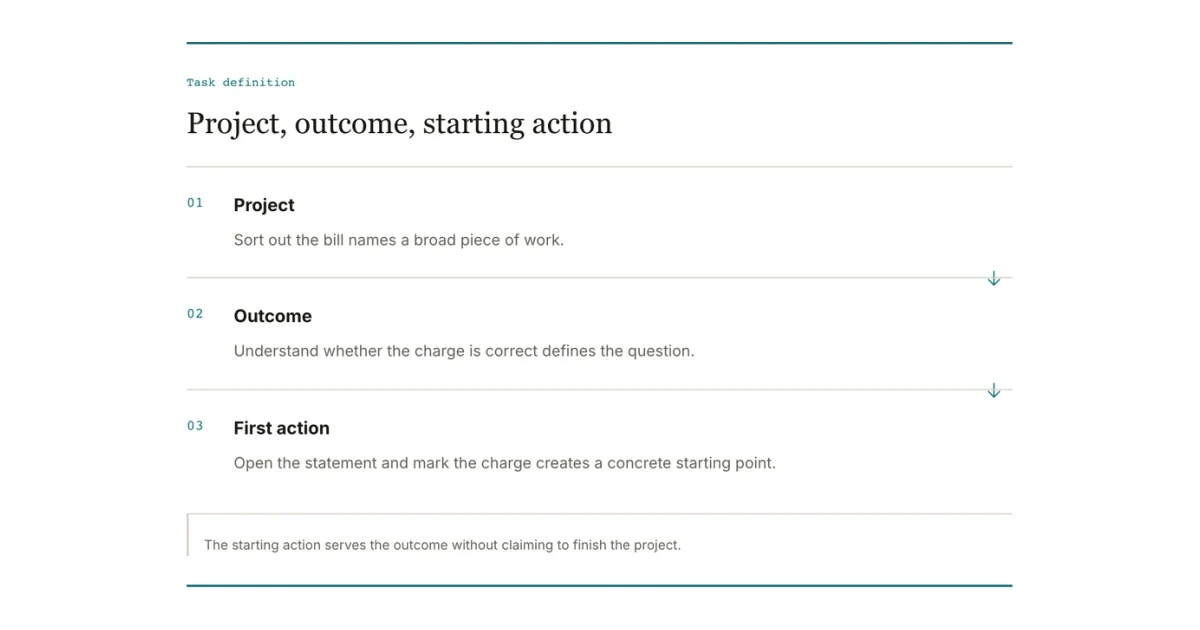 Task definition
Project, outcome, starting action
01
Project
Sort out the bill names a broad piece of work.
02
Outcome
Understand whether the charge is correct defines the question.
03
First action
Open the statement and mark the charge creates a concrete starting point.
The starting action serves the outcome without claiming to finish the project.